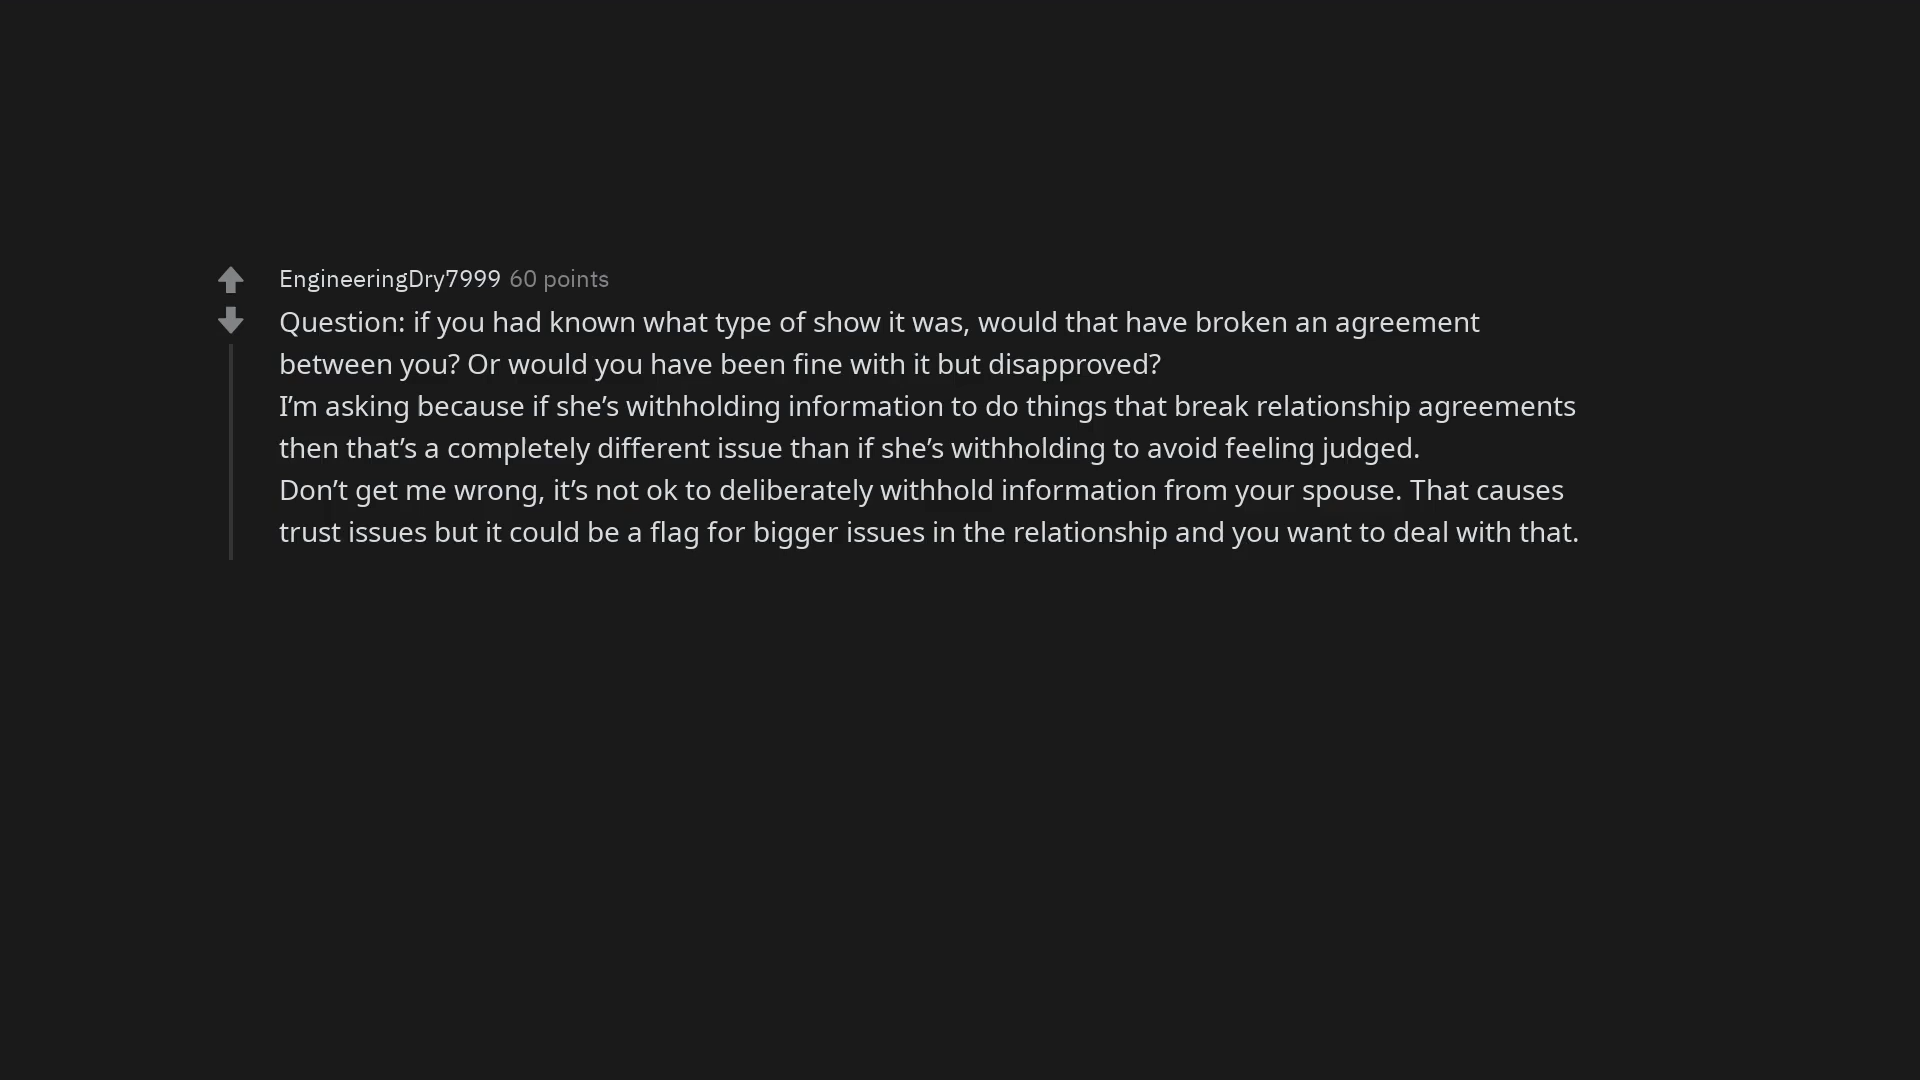 EngineeringDry7999 60 points
Question: if you had known what type of show it was, would that have broken an agreement
between you? Or would you have been fine with it but disapproved?
I’m asking because if she’s withholding information to do things that break relationship agreements
then that’s a completely different issue than if she’s withholding to avoid feeling judged.
Don’t get me wrong, it’s not ok to deliberately withhold information from your spouse. That causes
trust issues but it could be a flag for bigger issues in the relationship and you want to deal with that.